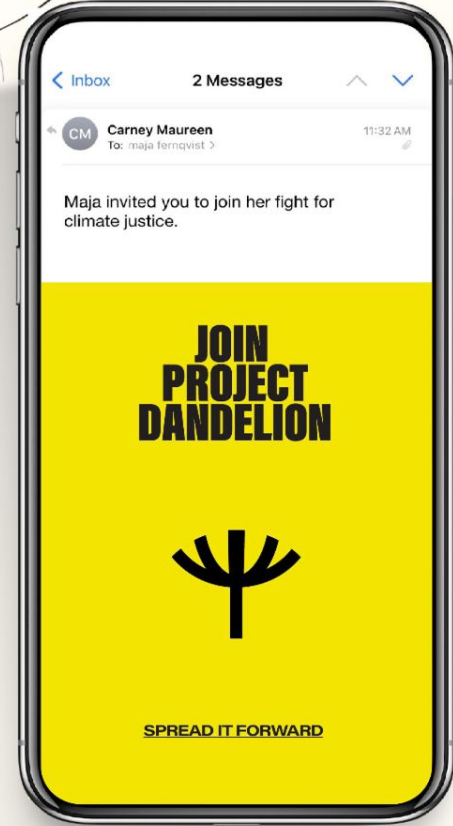 Inbox
2 Messages
CM
Carney Maureen
11:32 AM
To: maja fernqvist
Maja invited you to join her fight for
climate justice.
JOIN
PROJECT
DANDELION
SPREAD IT FORWARD